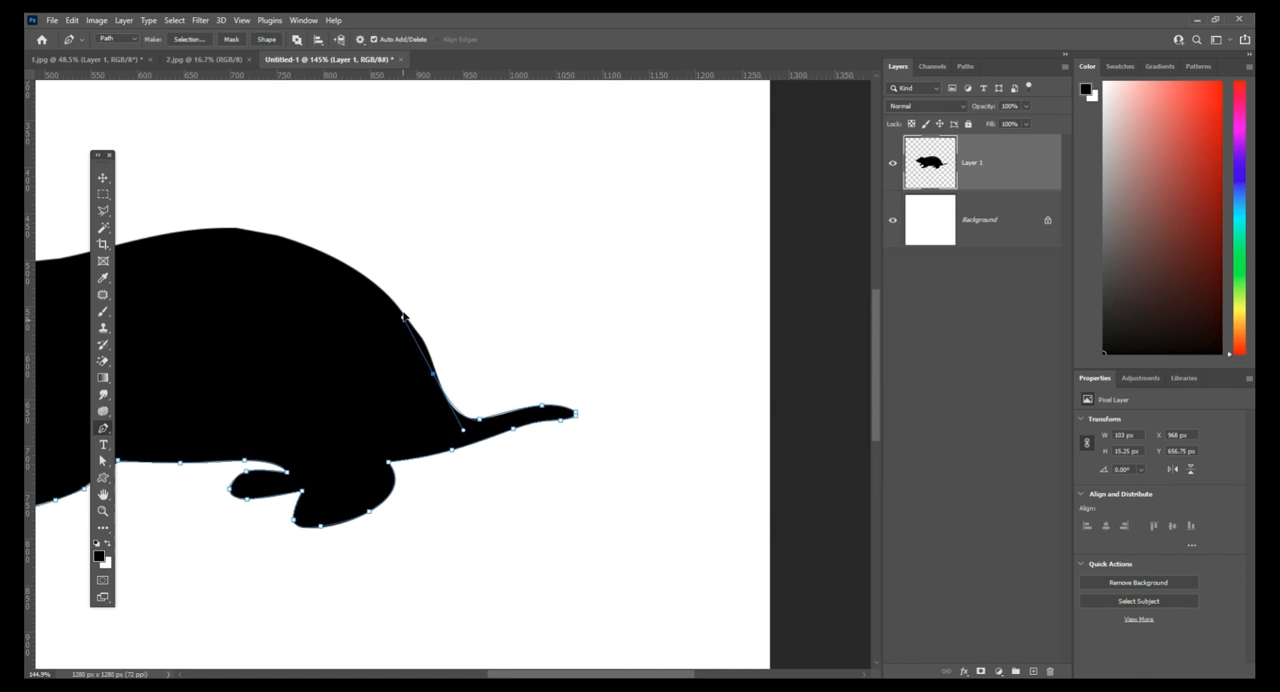 Ps File Edit Image Layer Type Select Filter 3D View Plugins Window Help
Path Make: Selection... Mask Shape Auto Add/Delete Align Edges
1.jpg @ 48.5% (Layer 1, RGB/8*) * × 2.jpg @ 16.7% (RGB/8) × Untitled-1 @ 145% (Layer 1, RGB/8#) * ×
500 550 600 650 700 750 800 850 900 950 1000 1050 1100 1150 1200 1250 1300 1350
Layers Channels Paths
Kind
Normal Opacity: 100%
Lock: Fill: 100%
Layer 1
Background
Color Swatches Gradients Patterns
Properties Adjustments Libraries
Pixel Layer
Transform
W 103 px X 968 px
H 15.25 px Y 656.75 px
0.00°
Align and Distribute
Align:
Quick Actions
Remove Background
Select Subject
View More
144.9% 1280 px x 1280 px (72 ppi)